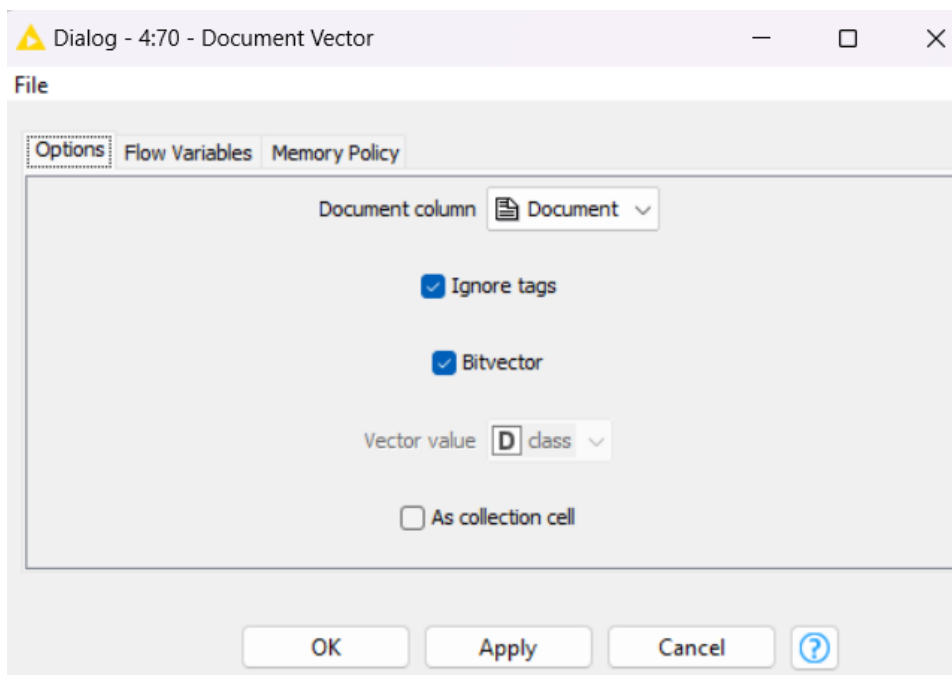 Dialog - 4:70 - Document Vector
File
Options Flow Variables Memory Policy
Document column Document
Ignore tags
Bitvector
Vector value D class
As collection cell
OK Apply Cancel ?